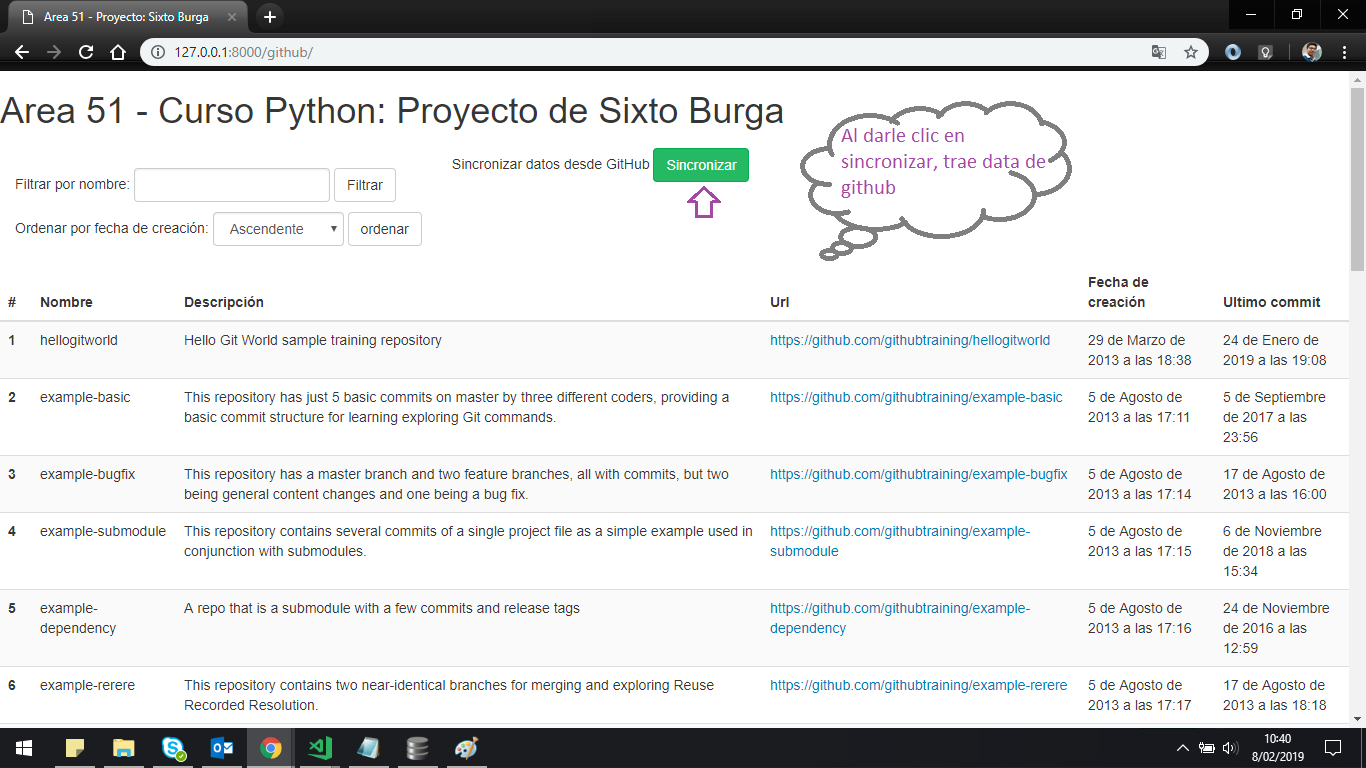 Area 51 - Proyecto: Sixto Burga
127.0.0.1:8000/github/
Area 51 - Curso Python: Proyecto de Sixto Burga
Sincronizar datos desde GitHub Sincronizar
Al darle clic en
sincronizar, trae data de
github
Filtrar por nombre: Filtrar
Ordenar por fecha de creación: Ascendente ordenar
# Nombre Descripción Url Fecha de
creación Ultimo commit
1 hellogitworld Hello Git World sample training repository https://github.com/githubtraining/hellogitworld 29 de Marzo de 24 de Enero de
2013 a las 18:38 2019 a las 19:08
2 example-basic This repository has just 5 basic commits on master by three different coders, providing a https://github.com/githubtraining/example-basic 5 de Agosto de 5 de Septiembre
basic commit structure for learning exploring Git commands. 2013 a las 17:11 de 2017 a las
23:56
3 example-bugfix This repository has a master branch and two feature branches, all with commits, but two https://github.com/githubtraining/example-bugfix 5 de Agosto de 17 de Agosto de
being general content changes and one being a bug fix. 2013 a las 17:14 2013 a las 16:00
4 example-submodule This repository contains several commits of a single project file as a simple example used in https://github.com/githubtraining/example- 5 de Agosto de 6 de Noviembre
conjunction with submodules. submodule 2013 a las 17:15 de 2018 a las
15:34
5 example- A repo that is a submodule with a few commits and release tags https://github.com/githubtraining/example- 5 de Agosto de 24 de Noviembre
dependency dependency 2013 a las 17:16 de 2016 a las
12:59
6 example-rerere This repository contains two near-identical branches for merging and exploring Reuse https://github.com/githubtraining/example-rerere 5 de Agosto de 17 de Agosto de
Recorded Resolution. 2013 a las 17:17 2013 a las 18:18
10:40
8/02/2019